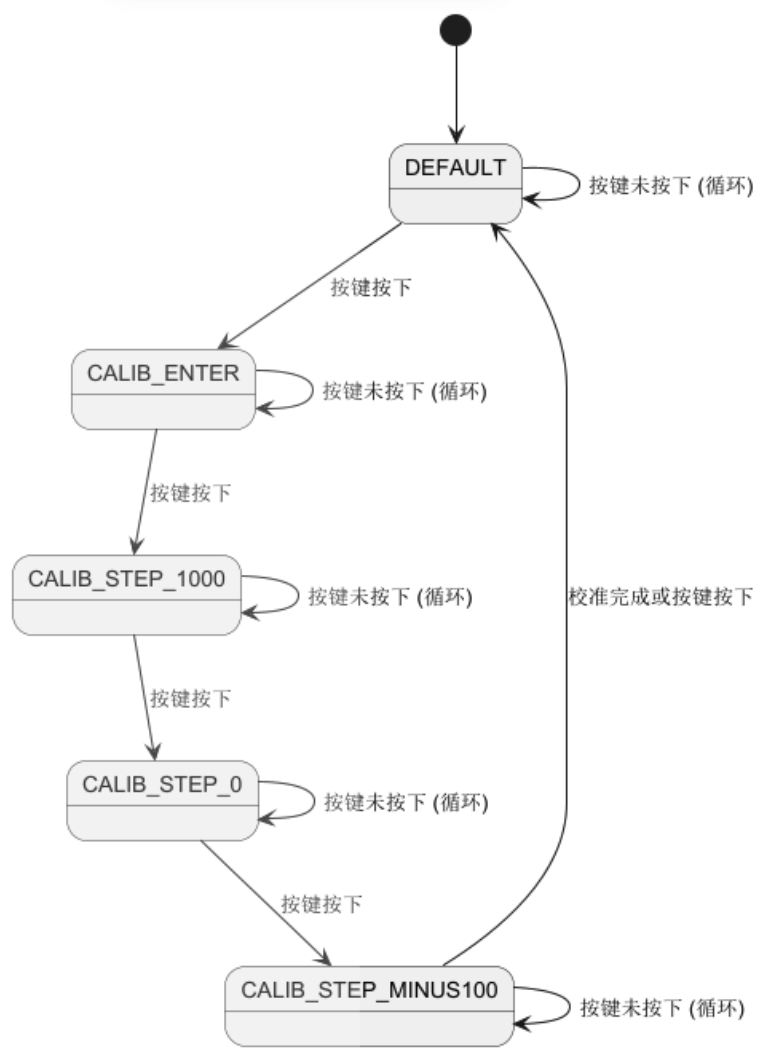 DEFAULT
按键未按下 (循环)
按键按下
CALIB_ENTER
按键未按下 (循环)
按键按下
CALIB_STEP_1000
按键未按下 (循环)
校准完成或按键按下
按键按下
CALIB_STEP_0
按键未按下 (循环)
按键按下
CALIB_STEP_MINUS100
按键未按下 (循环)